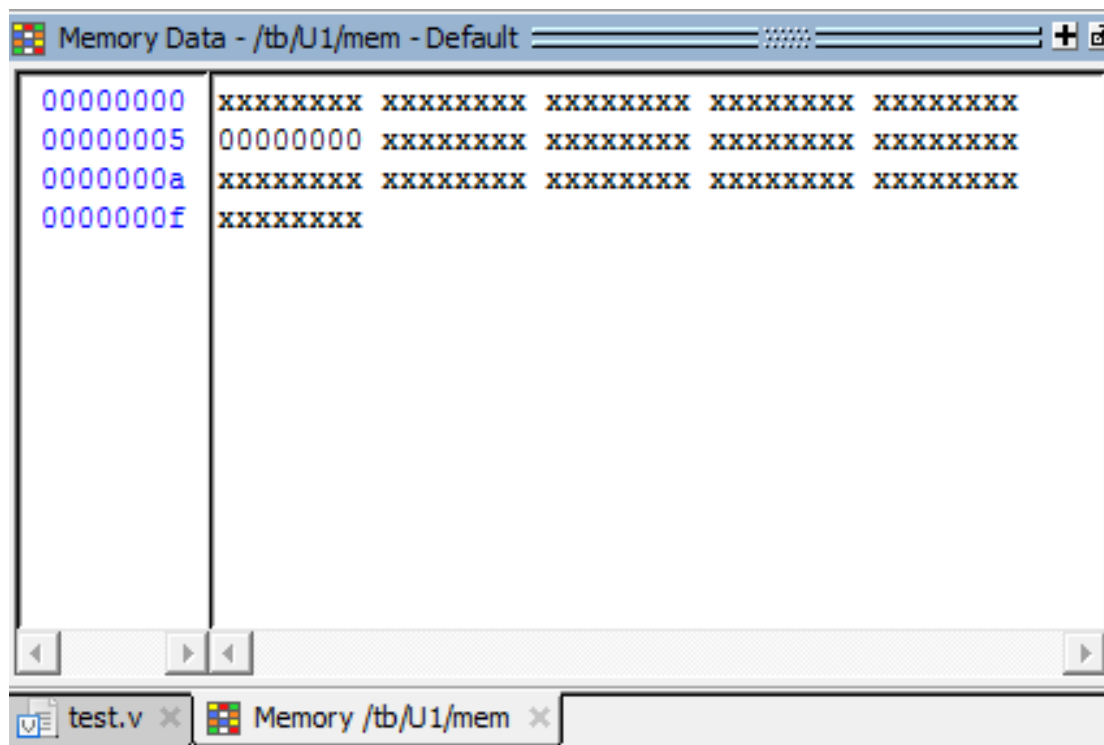 Memory Data - /tb/U1/mem - Default
00000000 xxxxxxxx xxxxxxxx xxxxxxxx xxxxxxxx xxxxxxxx
00000005 00000000 xxxxxxxx xxxxxxxx xxxxxxxx xxxxxxxx
0000000a xxxxxxxx xxxxxxxx xxxxxxxx xxxxxxxx xxxxxxxx
0000000f xxxxxxxx
test.v Memory /tb/U1/mem